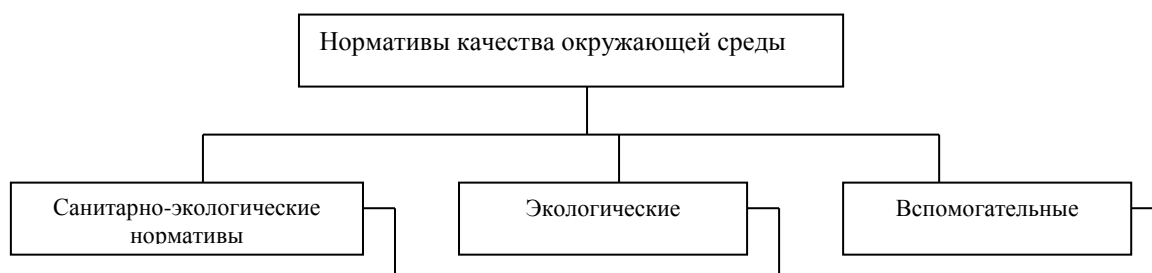 Нормативы качества окружающей среды
Санитарно-экологические
нормативы
Экологические
Вспомогательные